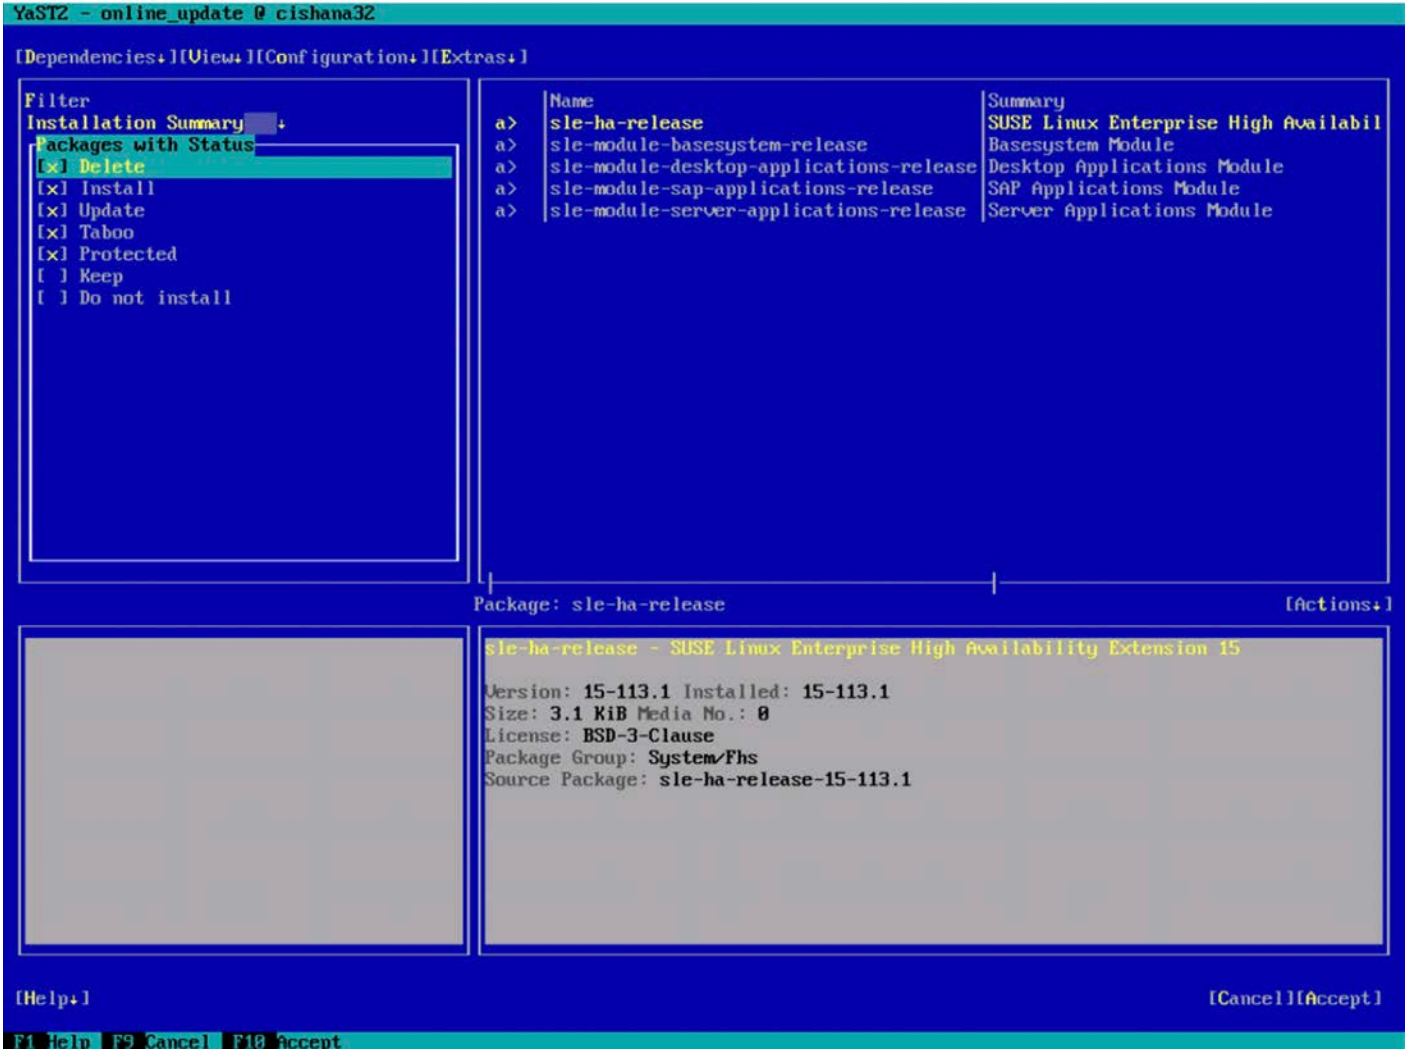 YaST2 - online_update @ cishana32
[Dependencies↓][View↓][Configuration↓][Extras↓]
Filter
Installation Summary ↓
Packages with Status
[x] Delete
[x] Install
[x] Update
[x] Taboo
[x] Protected
[ ] Keep
[ ] Do not install
|Name |Summary
a> |sle-ha-release |SUSE Linux Enterprise High Availabil
a> |sle-module-basesystem-release |Basesystem Module
a> |sle-module-desktop-applications-release|Desktop Applications Module
a> |sle-module-sap-applications-release |SAP Applications Module
a> |sle-module-server-applications-release |Server Applications Module
Package: sle-ha-release [Actions↓]
sle-ha-release - SUSE Linux Enterprise High Availability Extension 15
Version: 15-113.1 Installed: 15-113.1
Size: 3.1 KiB Media No.: 0
License: BSD-3-Clause
Package Group: System/Fhs
Source Package: sle-ha-release-15-113.1
[Help↓] [Cancel][Accept]
F1 Help F9 Cancel F10 Accept